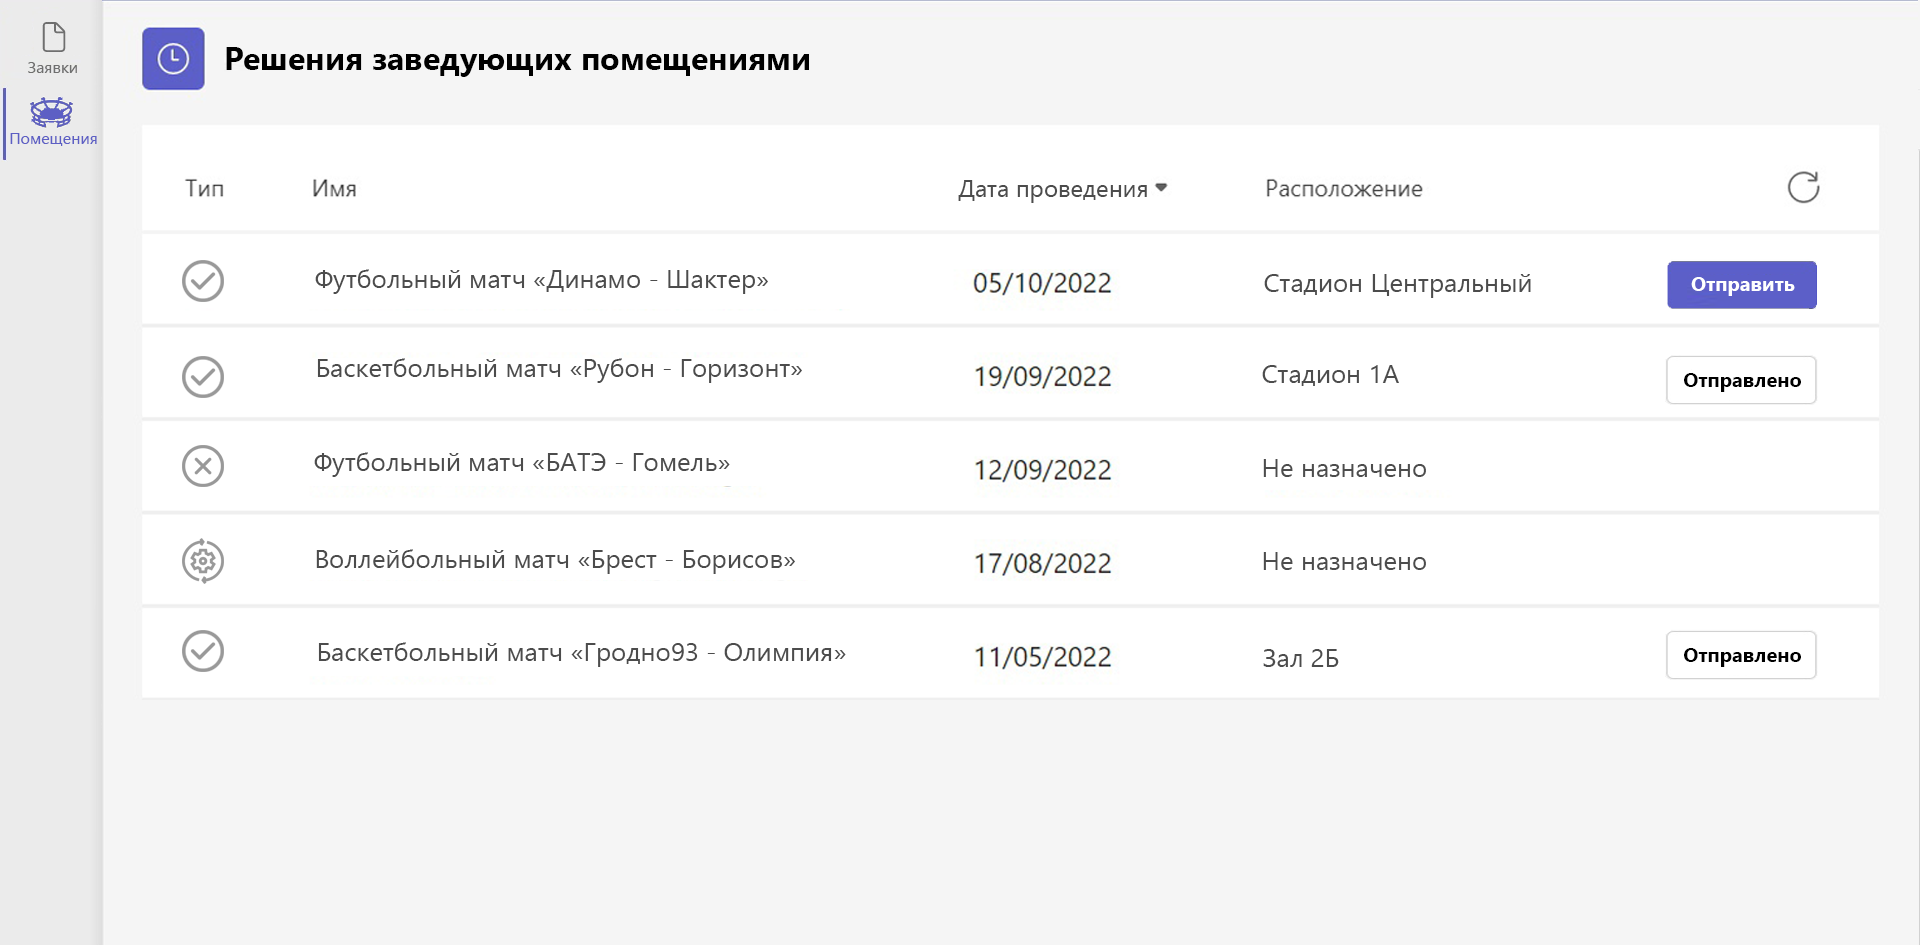 Заявки
Помещения
Решения заведующих помещениями
Тип Имя Дата проведения Расположение
Футбольный матч «Динамо - Шактер» 05/10/2022 Стадион Центральный Отправить
Баскетбольный матч «Рубон - Горизонт» 19/09/2022 Стадион 1А Отправлено
Футбольный матч «БАТЭ - Гомель» 12/09/2022 Не назначено
Воллейбольный матч «Брест - Борисов» 17/08/2022 Не назначено
Баскетбольный матч «Гродно93 - Олимпия» 11/05/2022 Зал 2Б Отправлено